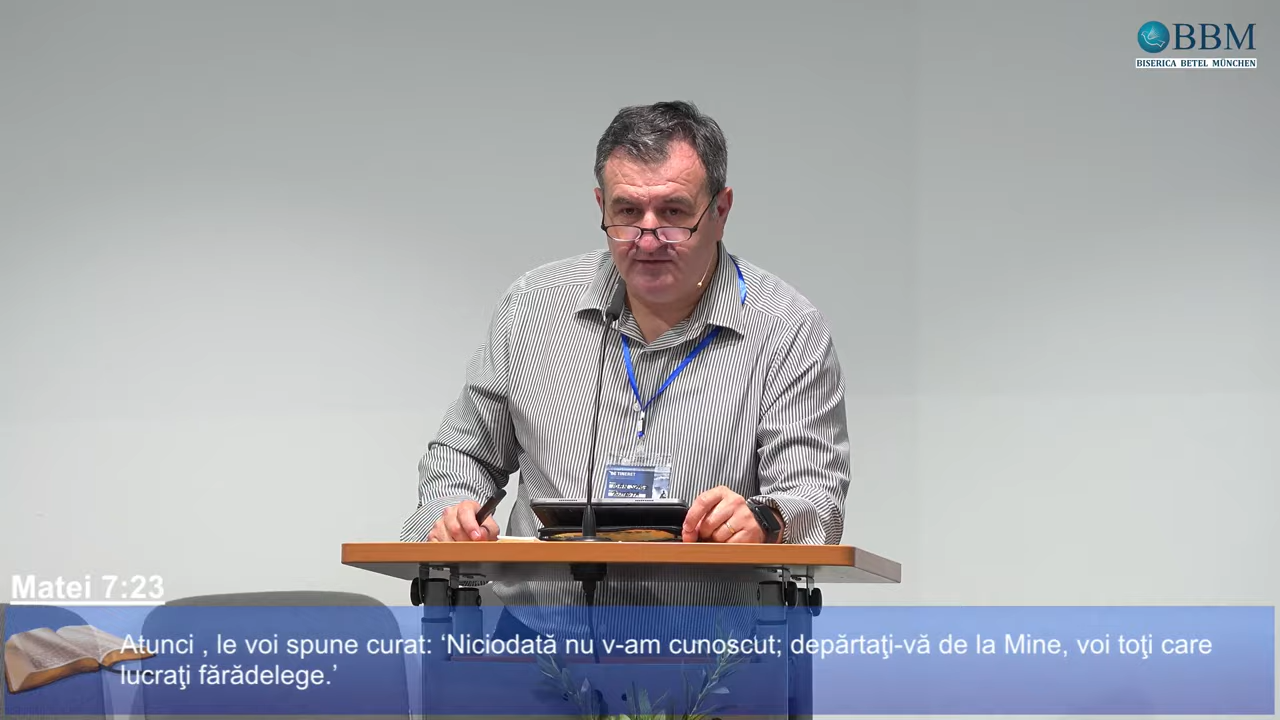 BBM
BISERICA BETEL MÜNCHEN
TINERET
Matei 7:23
Atunci , le voi spune curat: ‘Niciodată nu v-am cunoscut; depărtaţi-vă de la Mine, voi toţi care
lucraţi fărădelege.’